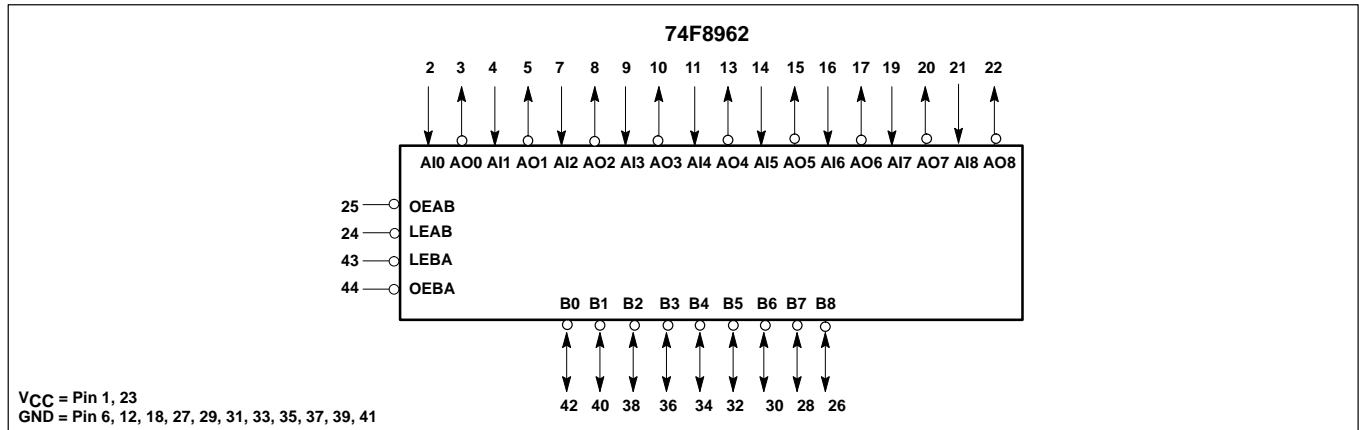 74F8962
2 3 4 5 7 8 9 10 11 13 14 15 16 17 19 20 21 22
AI0 AO0 AI1 AO1 AI2 AO2 AI3 AO3 AI4 AO4 AI5 AO5 AI6 AO6 AI7 AO7 AI8 AO8
25 OEAB
24 LEAB
43 LEBA
44 OEBA
B0 B1 B2 B3 B4 B5 B6 B7 B8
42 40 38 36 34 32 30 28 26
VCC = Pin 1, 23
GND = Pin 6, 12, 18, 27, 29, 31, 33, 35, 37, 39, 41